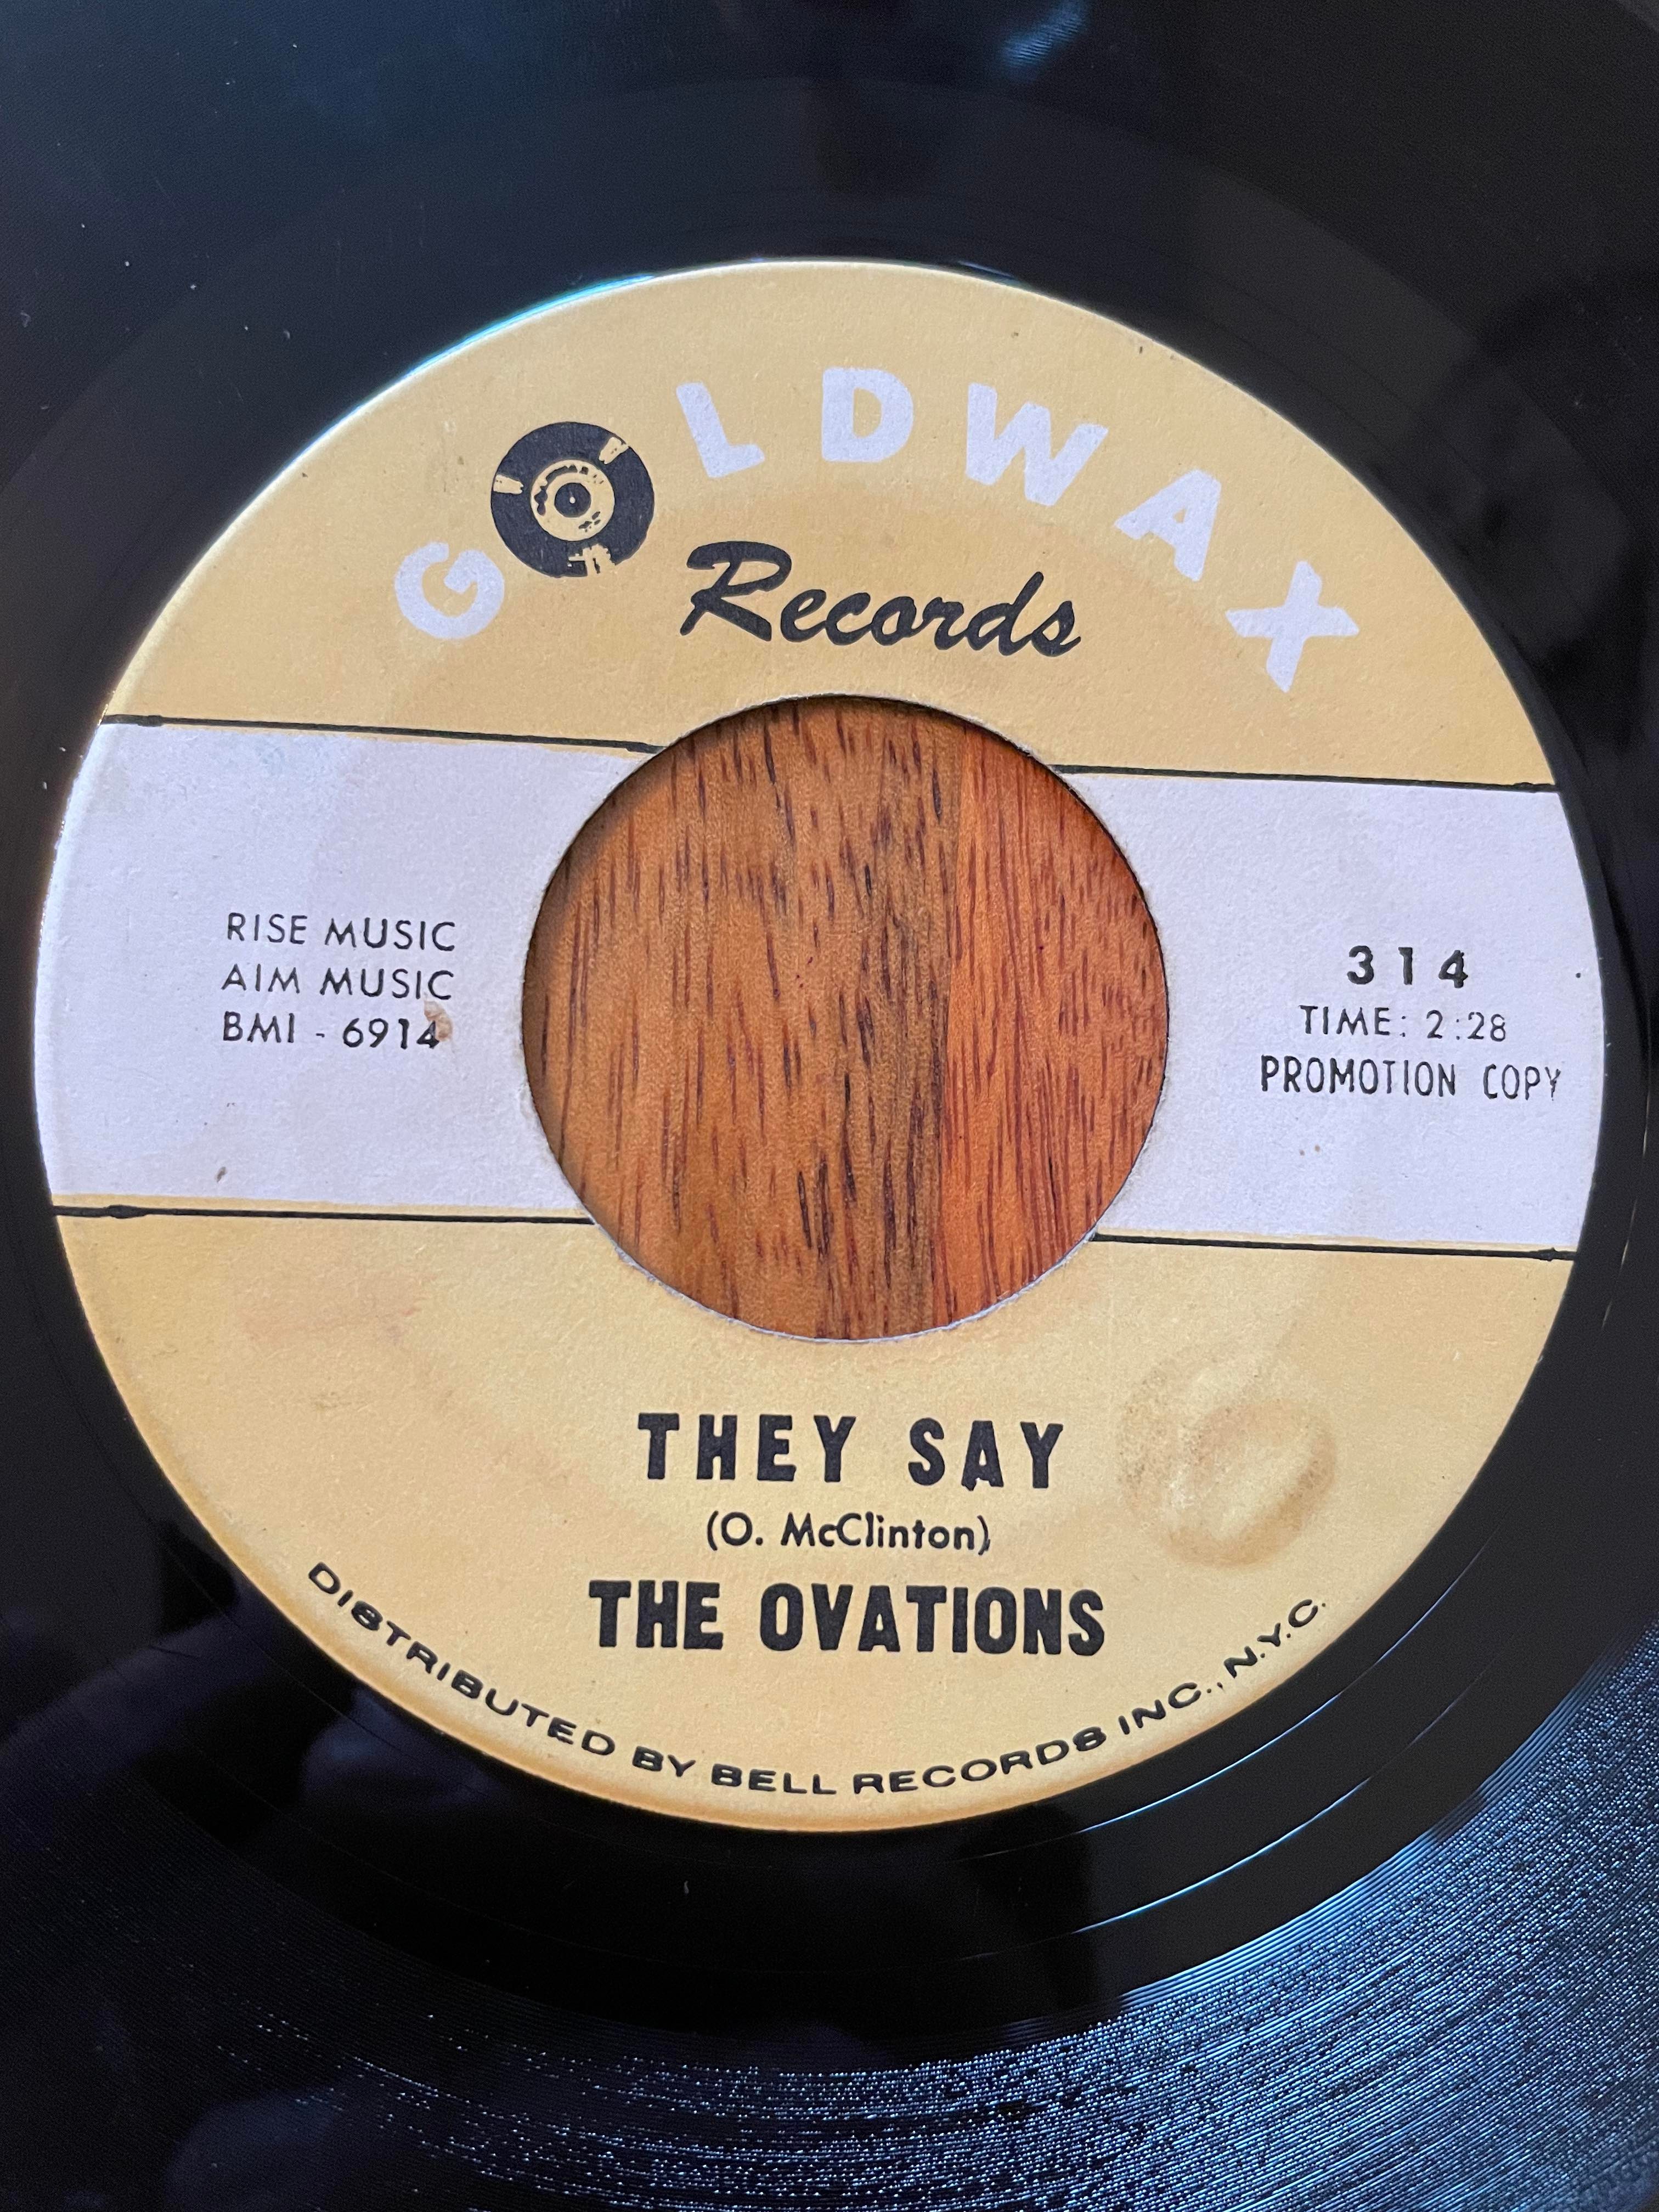 GOLDWAX
Records
RISE MUSIC
AIM MUSIC
BMI - 6914
314
TIME: 2:28
PROMOTION COPY
THEY SAY
(O. McClinton)
THE OVATIONS
DISTRIBUTED BY BELL RECORDS INC., N.Y.C.